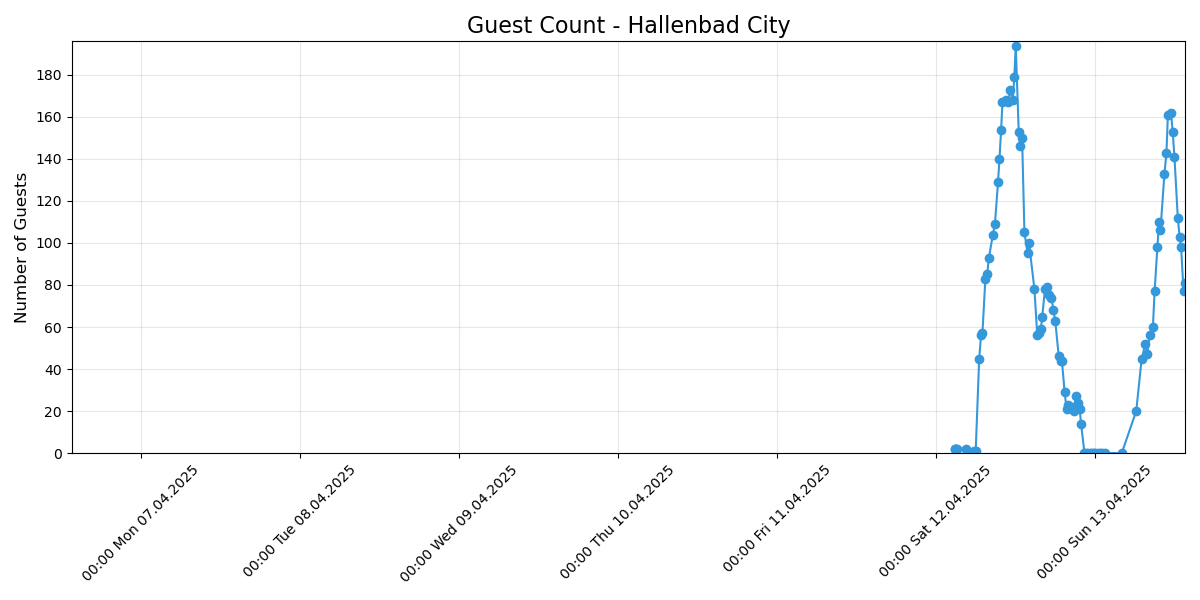 Guest Count - Hallenbad City
Number of Guests
180
160
140
120
100
80
60
40
20
0
00:00 Mon 07.04.2025
00:00 Tue 08.04.2025
00:00 Wed 09.04.2025
00:00 Thu 10.04.2025
00:00 Fri 11.04.2025
00:00 Sat 12.04.2025
00:00 Sun 13.04.2025